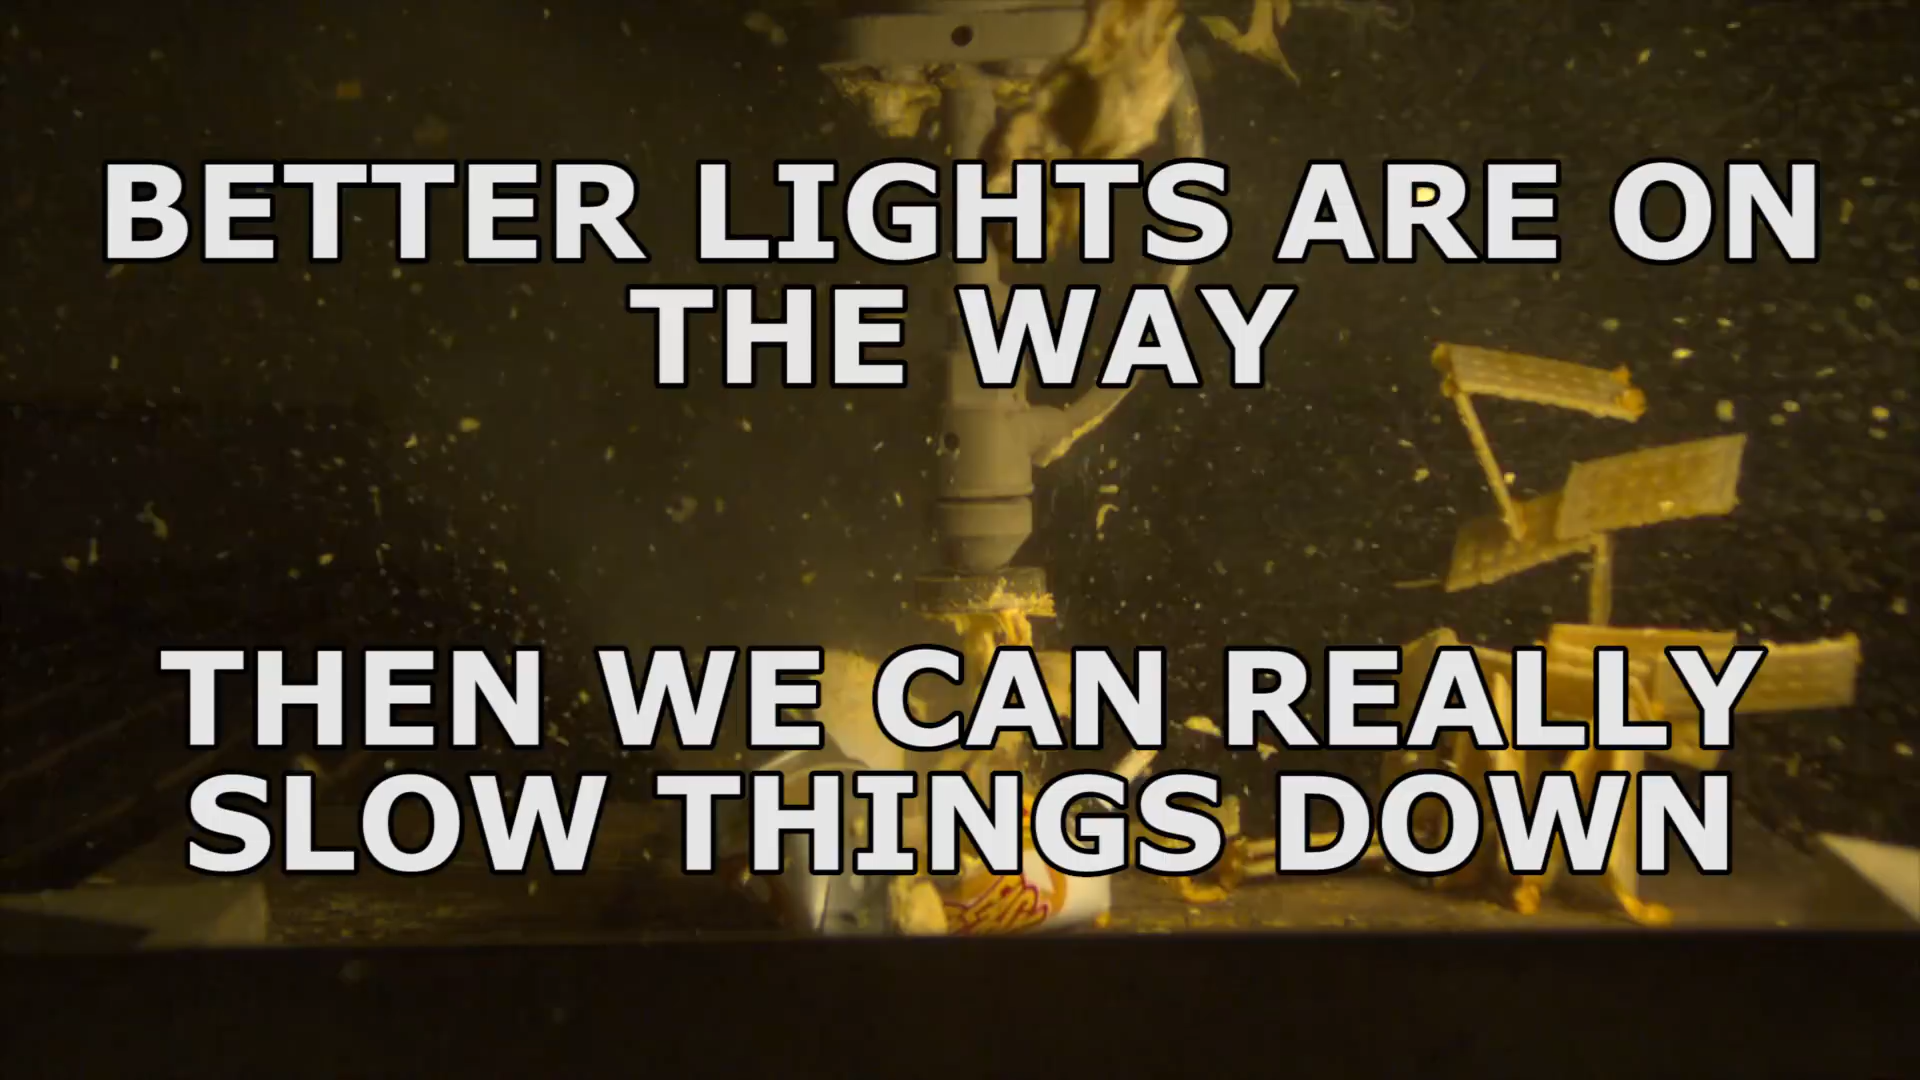 BETTER LIGHTS ARE ON
THE WAY
THEN WE CAN REALLY
SLOW THINGS DOWN